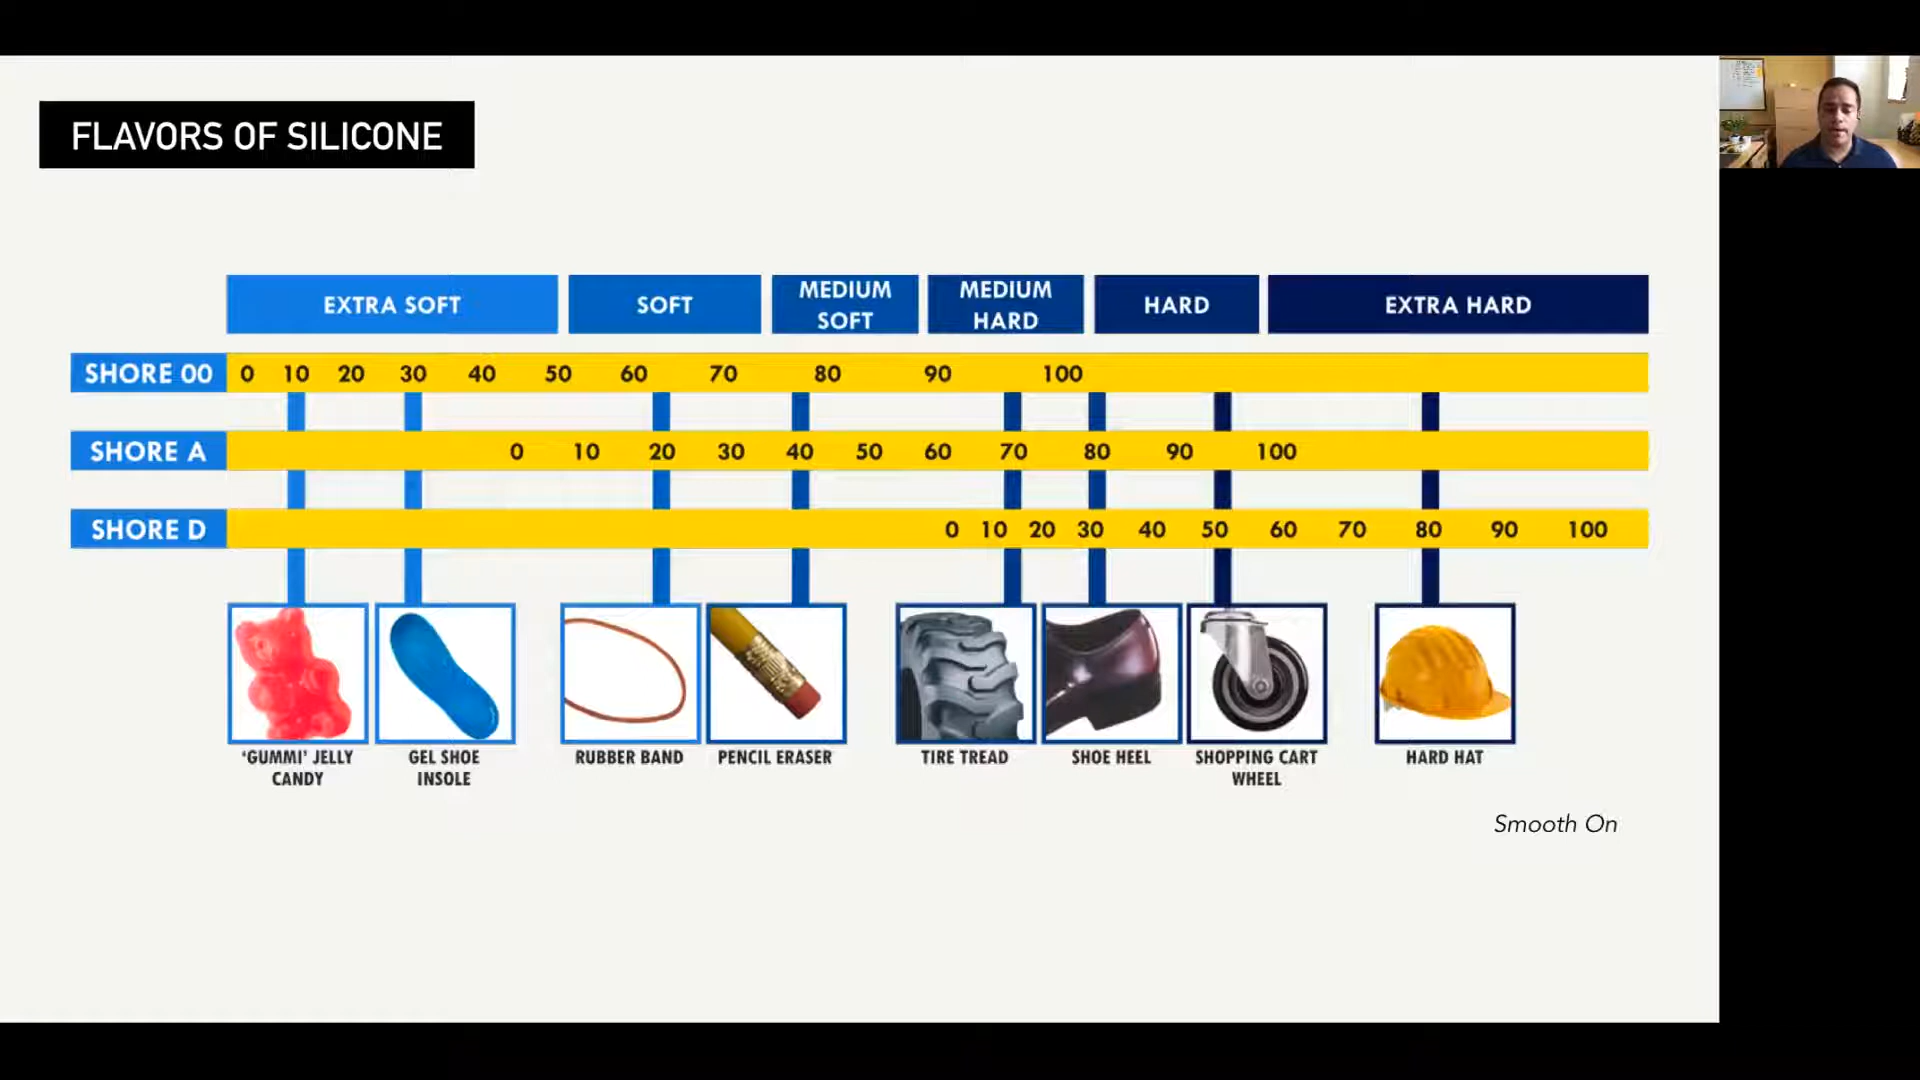 FLAVORS OF SILICONE
EXTRA SOFT
SOFT
MEDIUM
SOFT
MEDIUM
HARD
HARD
EXTRA HARD
SHORE 00 0 10 20 30 40 50 60 70 80 90 100
SHORE A 0 10 20 30 40 50 60 70 80 90 100
SHORE D 0 10 20 30 40 50 60 70 80 90 100
‘GUMMI’ JELLY
CANDY
GEL SHOE
INSOLE
RUBBER BAND
PENCIL ERASER
TIRE TREAD
SHOE HEEL
SHOPPING CART
WHEEL
HARD HAT
Smooth On